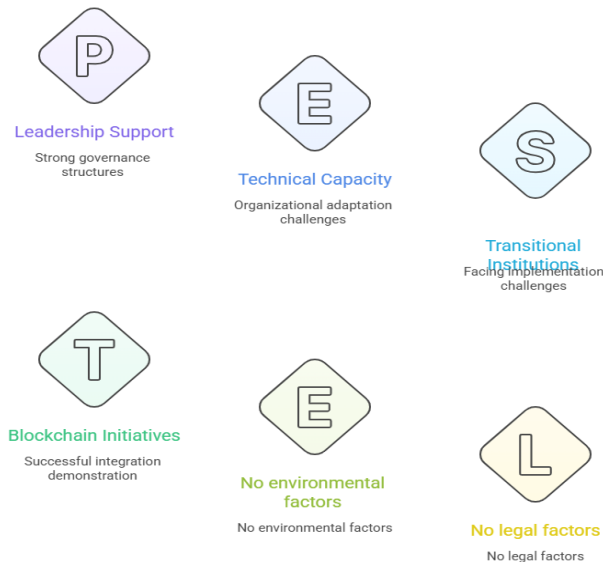 P
Leadership Support
Strong governance
structures
E
Technical Capacity
Organizational adaptation
challenges
S
Transitional
Institutions
Facing implementation
challenges
T
Blockchain Initiatives
Successful integration
demonstration
E
No environmental
factors
No environmental factors
L
No legal factors
No legal factors